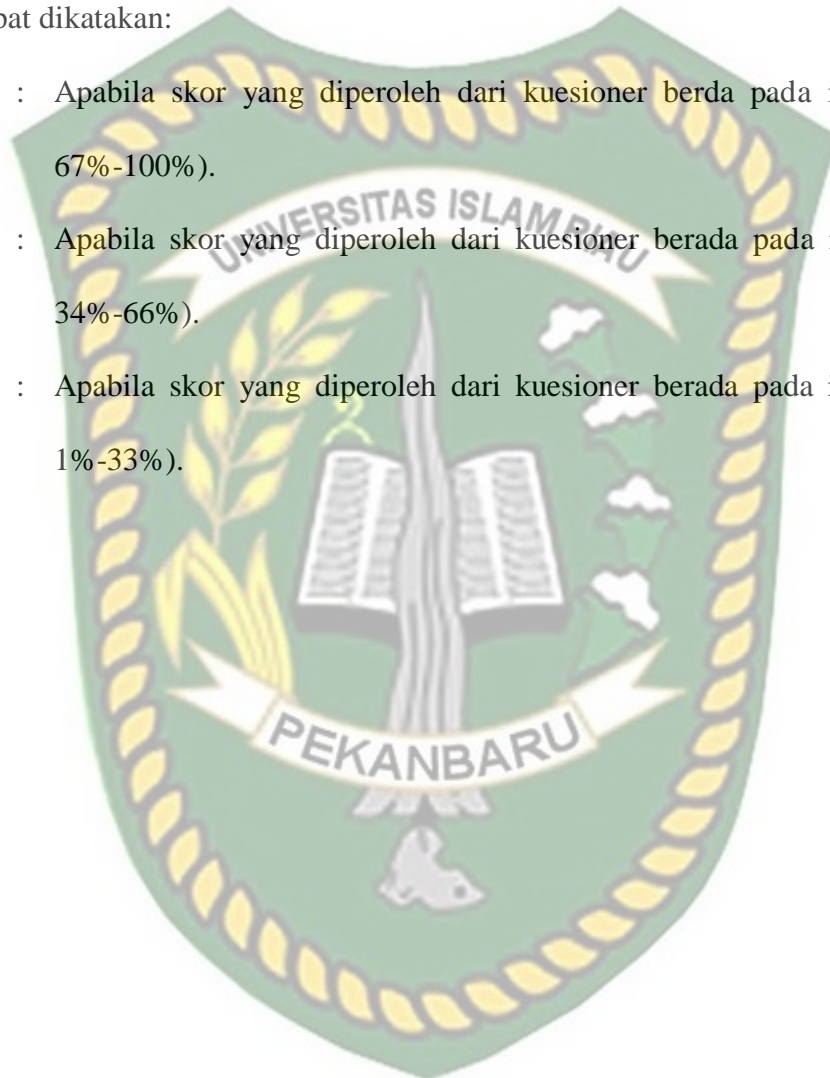 pat dikatakan:
: Apabila skor yang diperoleh dari kuesioner berda pada
67%-100%).
UNIVERSITAS ISLAM RIAU
: Apabila skor yang diperoleh dari kuesioner berada pada
34%-66%).
: Apabila skor yang diperoleh dari kuesioner berada pada
1%-33%).
PEKANBARU